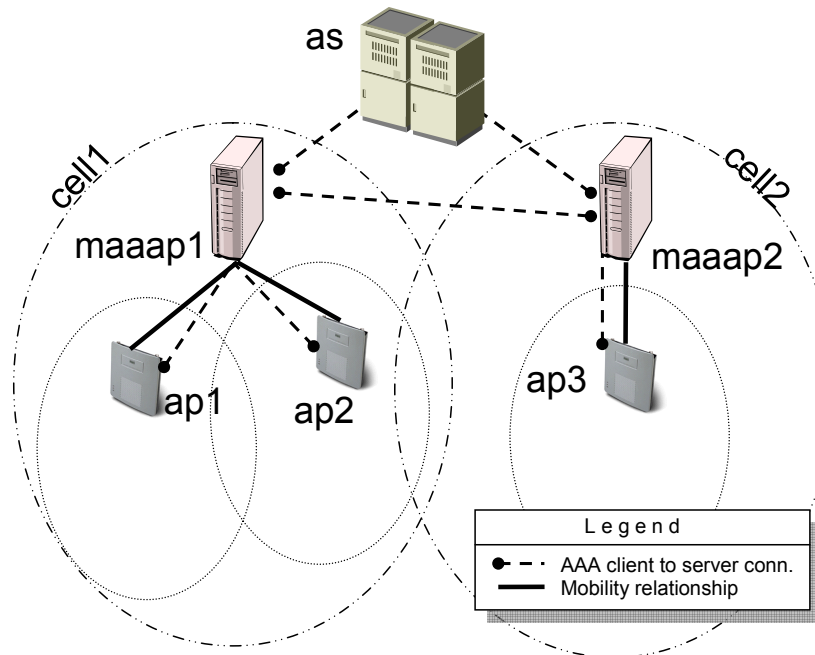 as
cell1
cell2
maaap1
maaap2
ap1
ap2
ap3
Legend
AAA client to server conn.
Mobility relationship